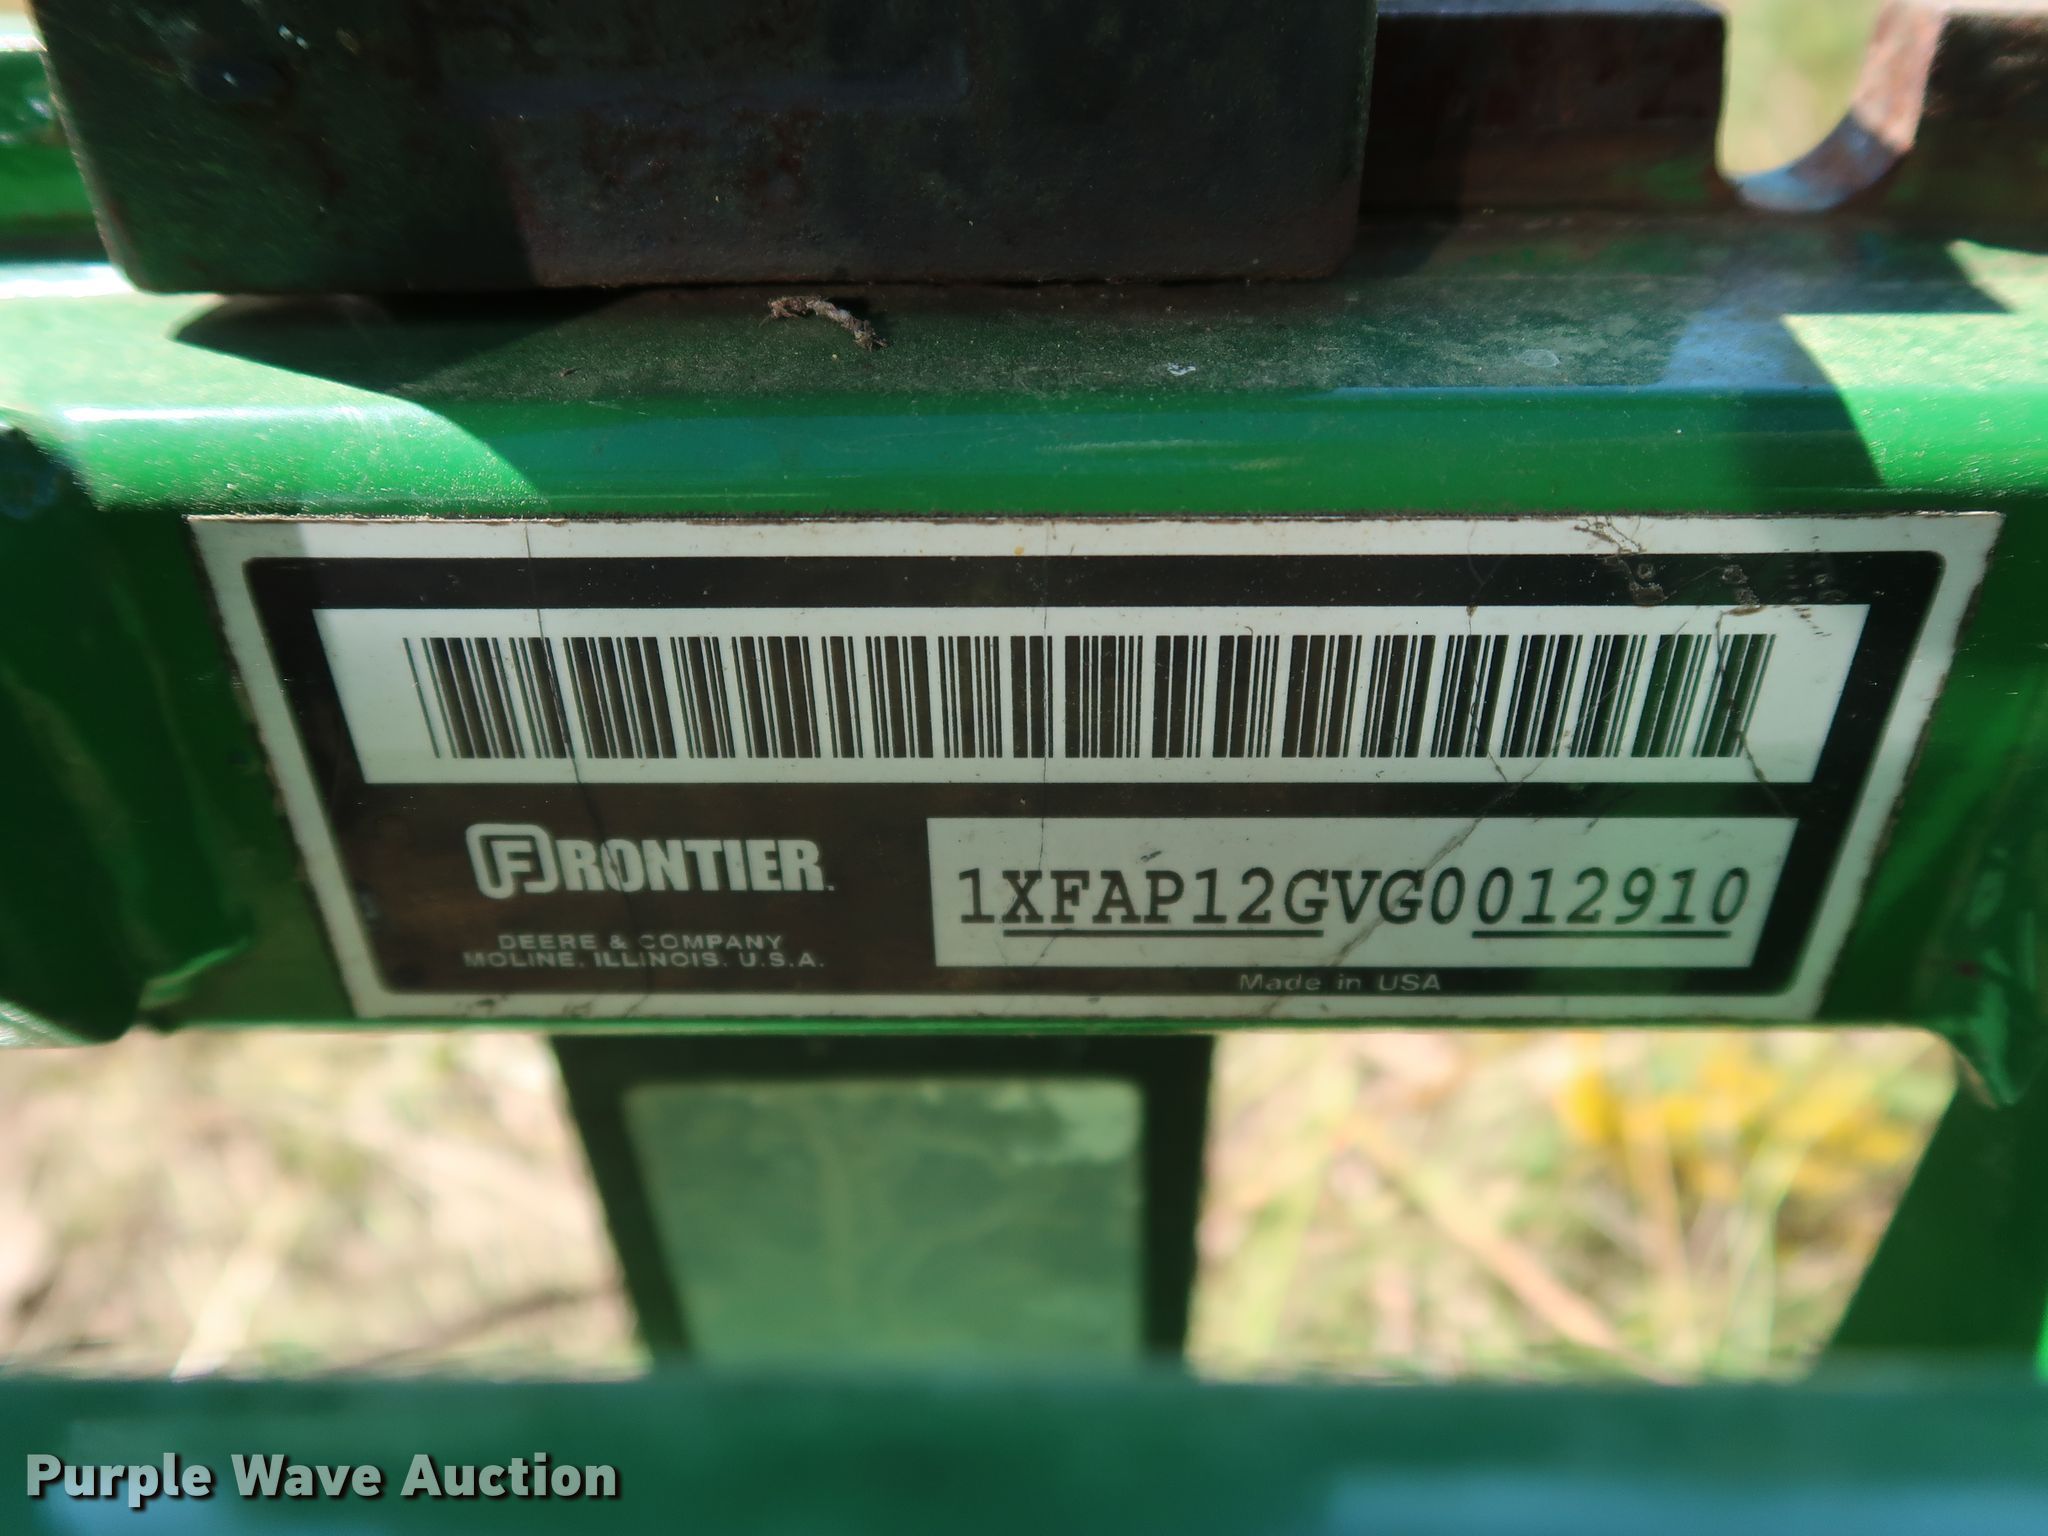 FRONTIER
DEERE & COMPANY
MOLINE, ILLINOIS. U.S.A.
1XFAP12GVG0012910
Made in USA
Purple Wave Auction